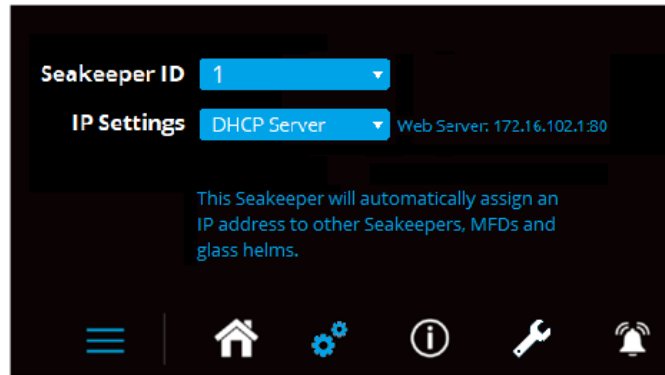 Seakeeper ID 1
IP Settings DHCP Server Web Server: 172.16.102.1:80
This Seakeeper will automatically assign an
IP address to other Seakeepers, MFDs and
glass helms.